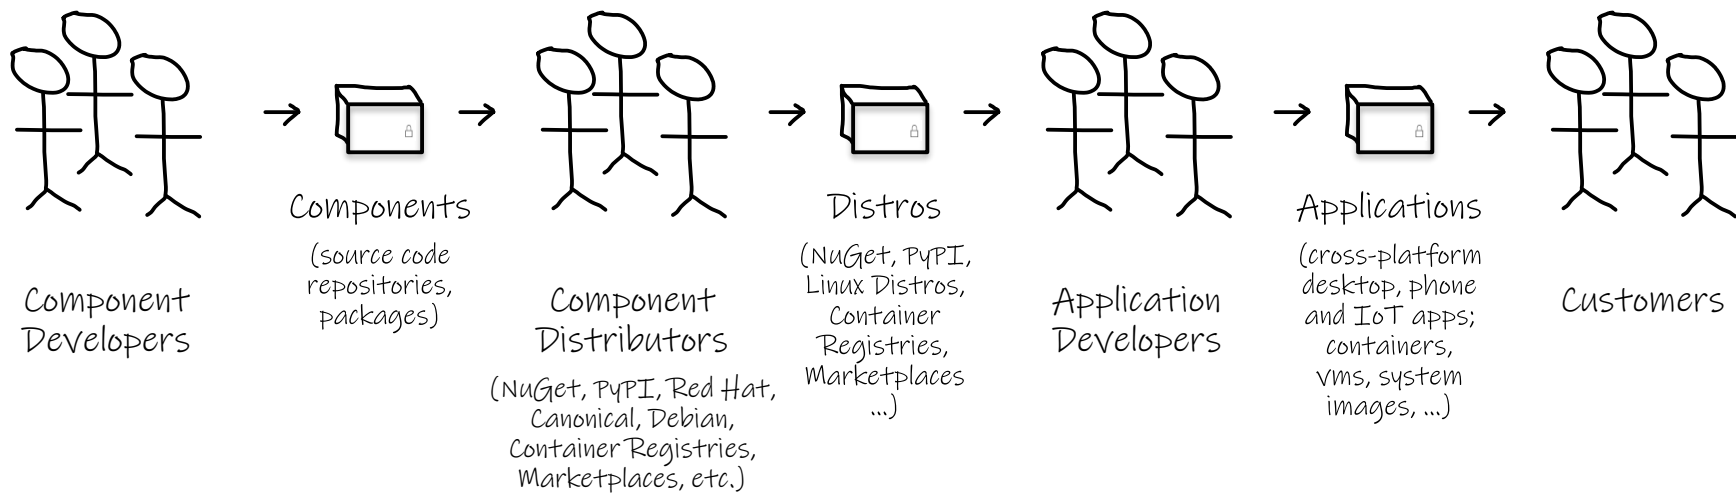 Component
Developers
Components
(source code
repositories,
packages)
Component
Distributors
(NuGet, PyPI, Red Hat,
Canonical, Debian,
Container Registries,
Marketplaces, etc.)
Distros
(NuGet, PyPI,
Linux Distros,
Container
Registries,
Marketplaces
...)
Application
Developers
Applications
(cross-platform
desktop, phone
and IoT apps;
containers,
vms, system
images, ...)
Customers